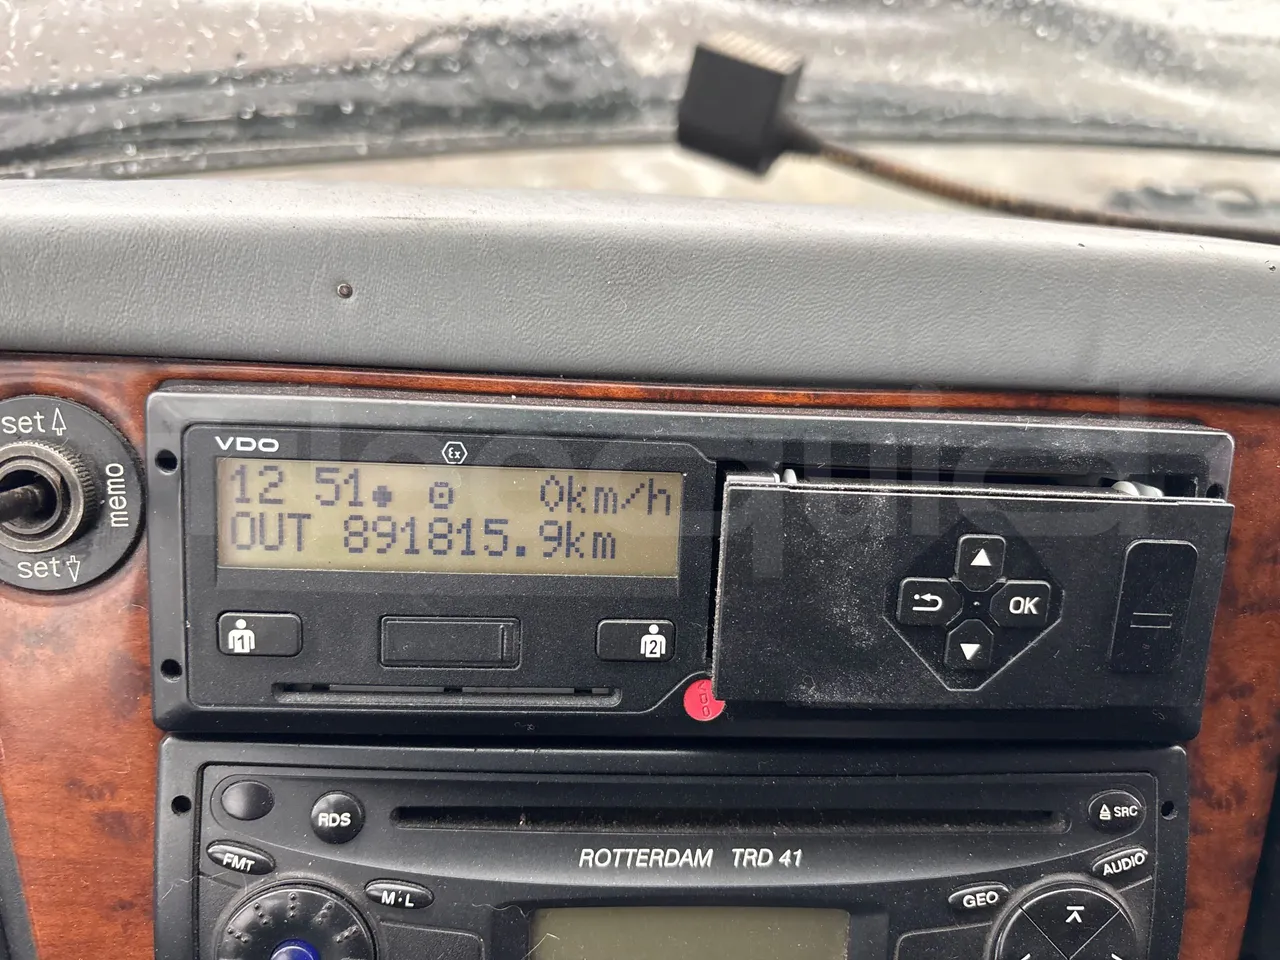 set
memo
set
VDO
Ex
12 51 0km/h
OUT 891815.9km
1
2
OK
RDS
SRC
ROTTERDAM TRD 41
FMT
AUDIO
M·L
GEO